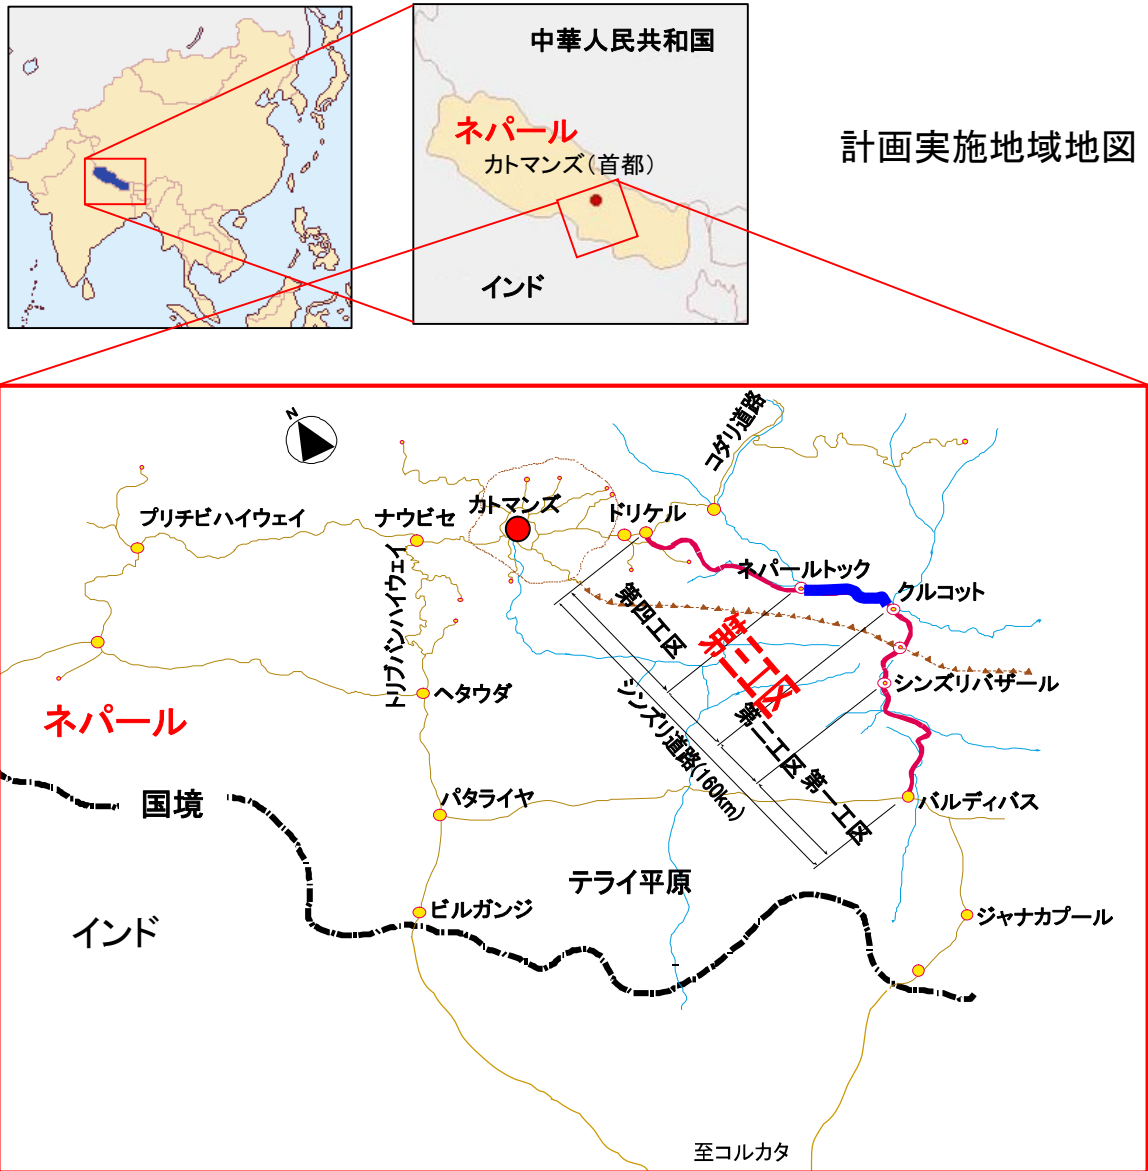 中華人民共和国
ネパール
カトマンズ(首都)
インド
計画実施地域地図
N
コダリ道路
プリチビハイウェイ
ナウビセ
カトマンズ
ドリケル
ネパールトック
クルコット
トリブバンハイウェイ
第四工区
第三工区
シンズリバザール
ヘタウダ
シンズリ道路(160km)
第二工区
第一工区
ネパール
国境
パタライヤ
バルディバス
テライ平原
ビルガンジ
ジャナカプール
インド
至コルカタ